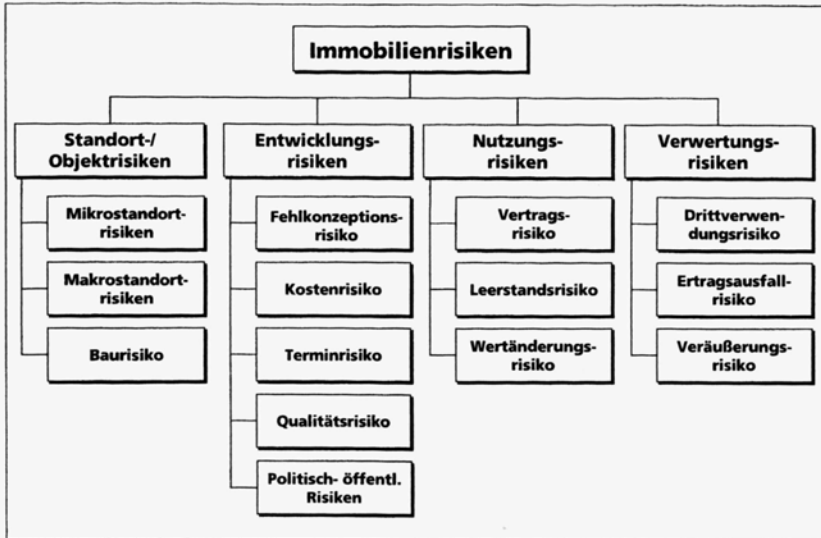 Immobilienrisiken
Standort-/
Objektrisiken
Mikrostandort-
risiken
Makrostandort-
risiken
Baurisiko
Entwicklungs-
risiken
Fehlkonzeptions-
risiko
Kostenrisiko
Terminrisiko
Qualitätsrisiko
Politisch- öffentl.
Risiken
Nutzungs-
risiken
Vertrags-
risiko
Leerstandsrisiko
Wertänderungs-
risiko
Verwertungs-
risiken
Drittverwen-
dungsrisiko
Ertragsausfall-
risiko
Veräußerungs-
risiko